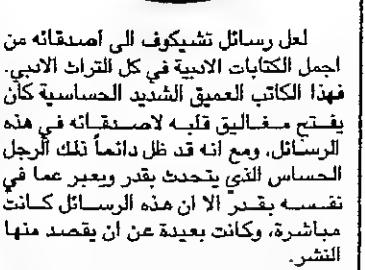 لعل رسائل تشيكوف الى اصدقائه من
اجمل الكتابات الادبية في كل التراث الادبي.
فهذا الكاتب العميق الشديد الحساسية كان
يفتح مغاليق قلبه لاصدقائه في هذه
الرسائل، ومع انه قد ظل دائماً ذلك الرجل
الحساس الذي يتحدث بقدر ويعبر عما في
نفسه بقدر الا ان هذه الرسائل كانت
مباشرة، وكانت بعيدة عن ان يقصد منها
النشر.